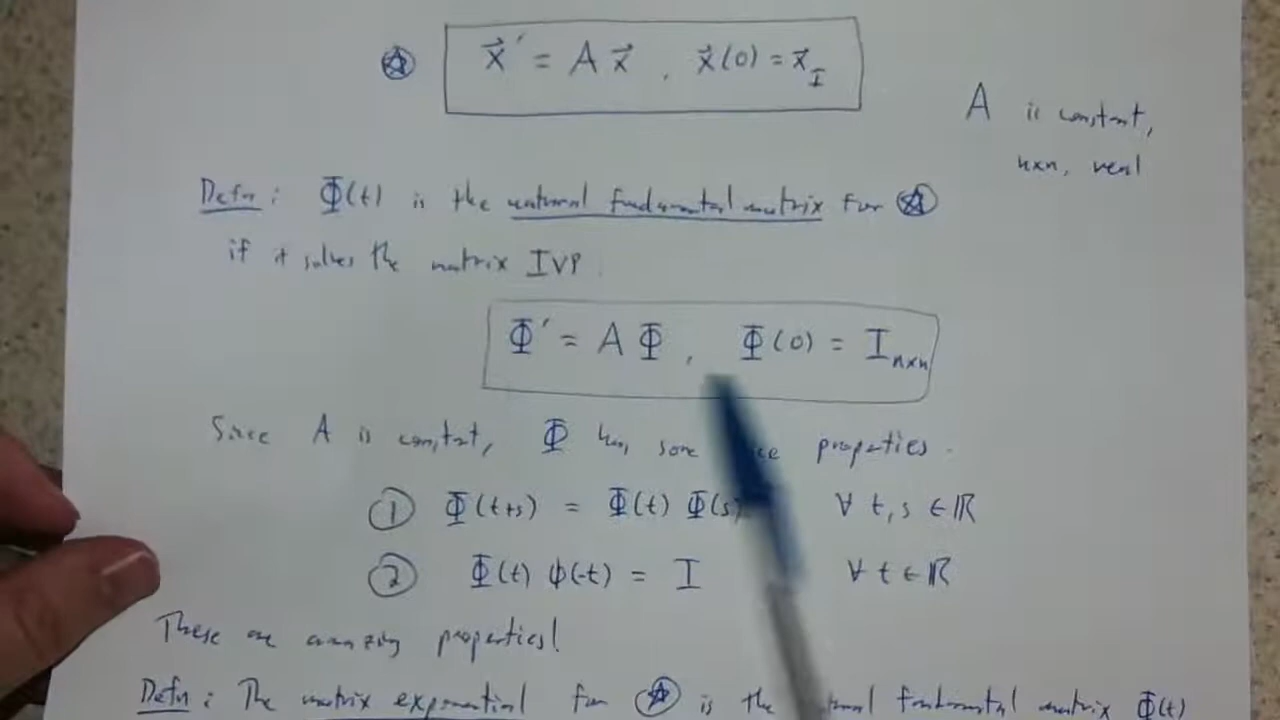 ☆ x⃗′ = A x⃗ , x⃗(0) = x⃗_I
A is constant,
nxn, real
Defn: Φ(t) is the natural fundamental matrix for ☆
if it solves the matrix IVP
Φ′ = A Φ , Φ(0) = I_nxn
Since A is constant, Φ has some properties.
① Φ(t+s) = Φ(t) Φ(s) ∀ t, s ∈ ℝ
② Φ(t) φ(-t) = I ∀ t ∈ ℝ
These are amazing properties!
Defn: The matrix exponential for ☆ is the fundamental matrix Φ(t)